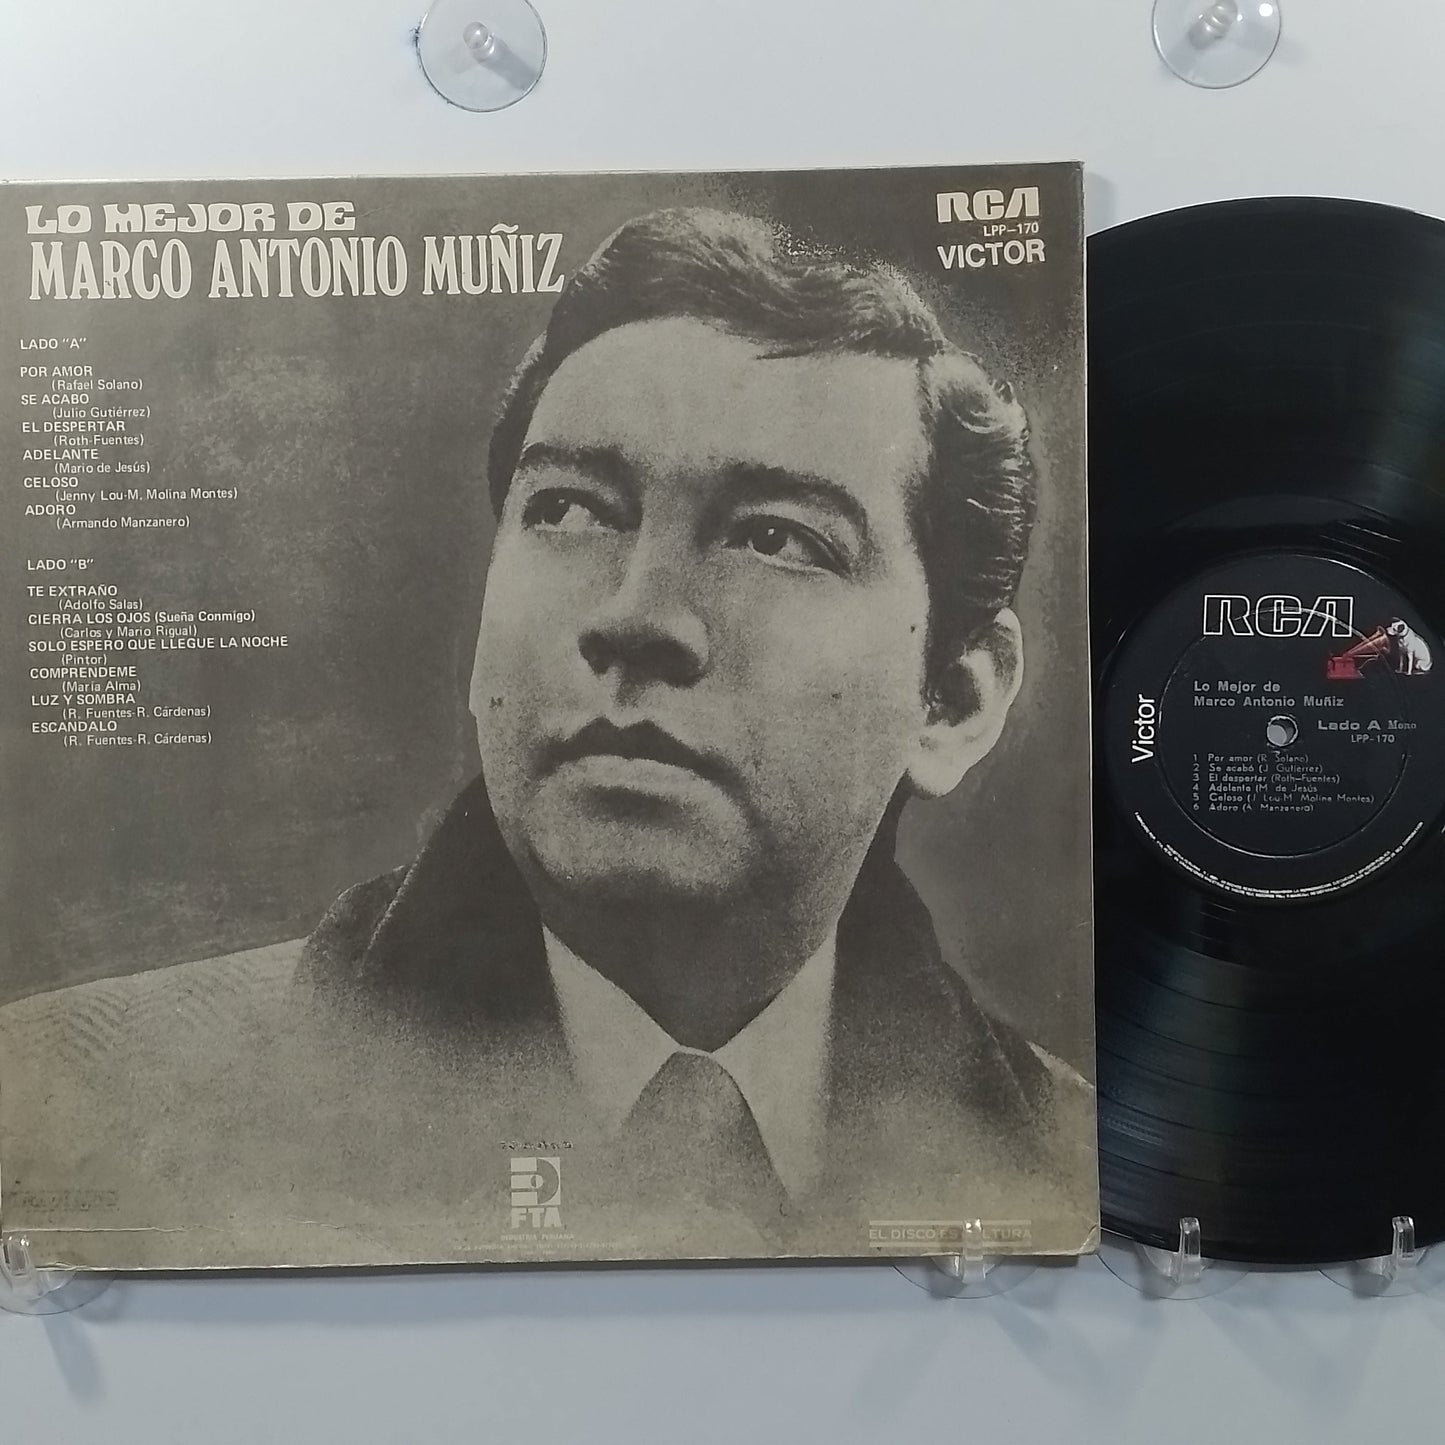 LO MEJOR DE
MARCO ANTONIO MUÑIZ
RCA
LPP-170
VICTOR
LADO "A"
POR AMOR
(Rafael Solano)
SE ACABO
(Julio Gutiérrez)
EL DESPERTAR
(Roth-Fuentes)
ADELANTE
(Mario de Jesús)
CELOSO
(Jenny Lou-M. Molina Montes)
ADORO
(Armando Manzanero)
LADO "B"
TE EXTRAÑO
(Adolfo Salas)
CIERRA LOS OJOS (Sueña Conmigo)
(Carlos y Mario Rigual)
SOLO ESPERO QUE LLEGUE LA NOCHE
(Pintor)
COMPRENDEME
(María Alma)
LUZ Y SOMBRA
(R. Fuentes-R. Cárdenas)
ESCANDALO
(R. Fuentes-R. Cárdenas)
FTA
INDUSTRIA PERUANA
EL DISCO ES CULTURA
RCA
Victor
Lo Mejor de
Marco Antonio Muñiz
Lado A Mono
LPP-170
1 Por amor (R. Solano)
2 Se acabó (J. Gutiérrez)
3 El despertar (Roth-Fuentes)
4 Adelante (M. de Jesús
5 Celoso (J. Lou-M. Molina Montes)
6 Adoro (A. Manzanero)